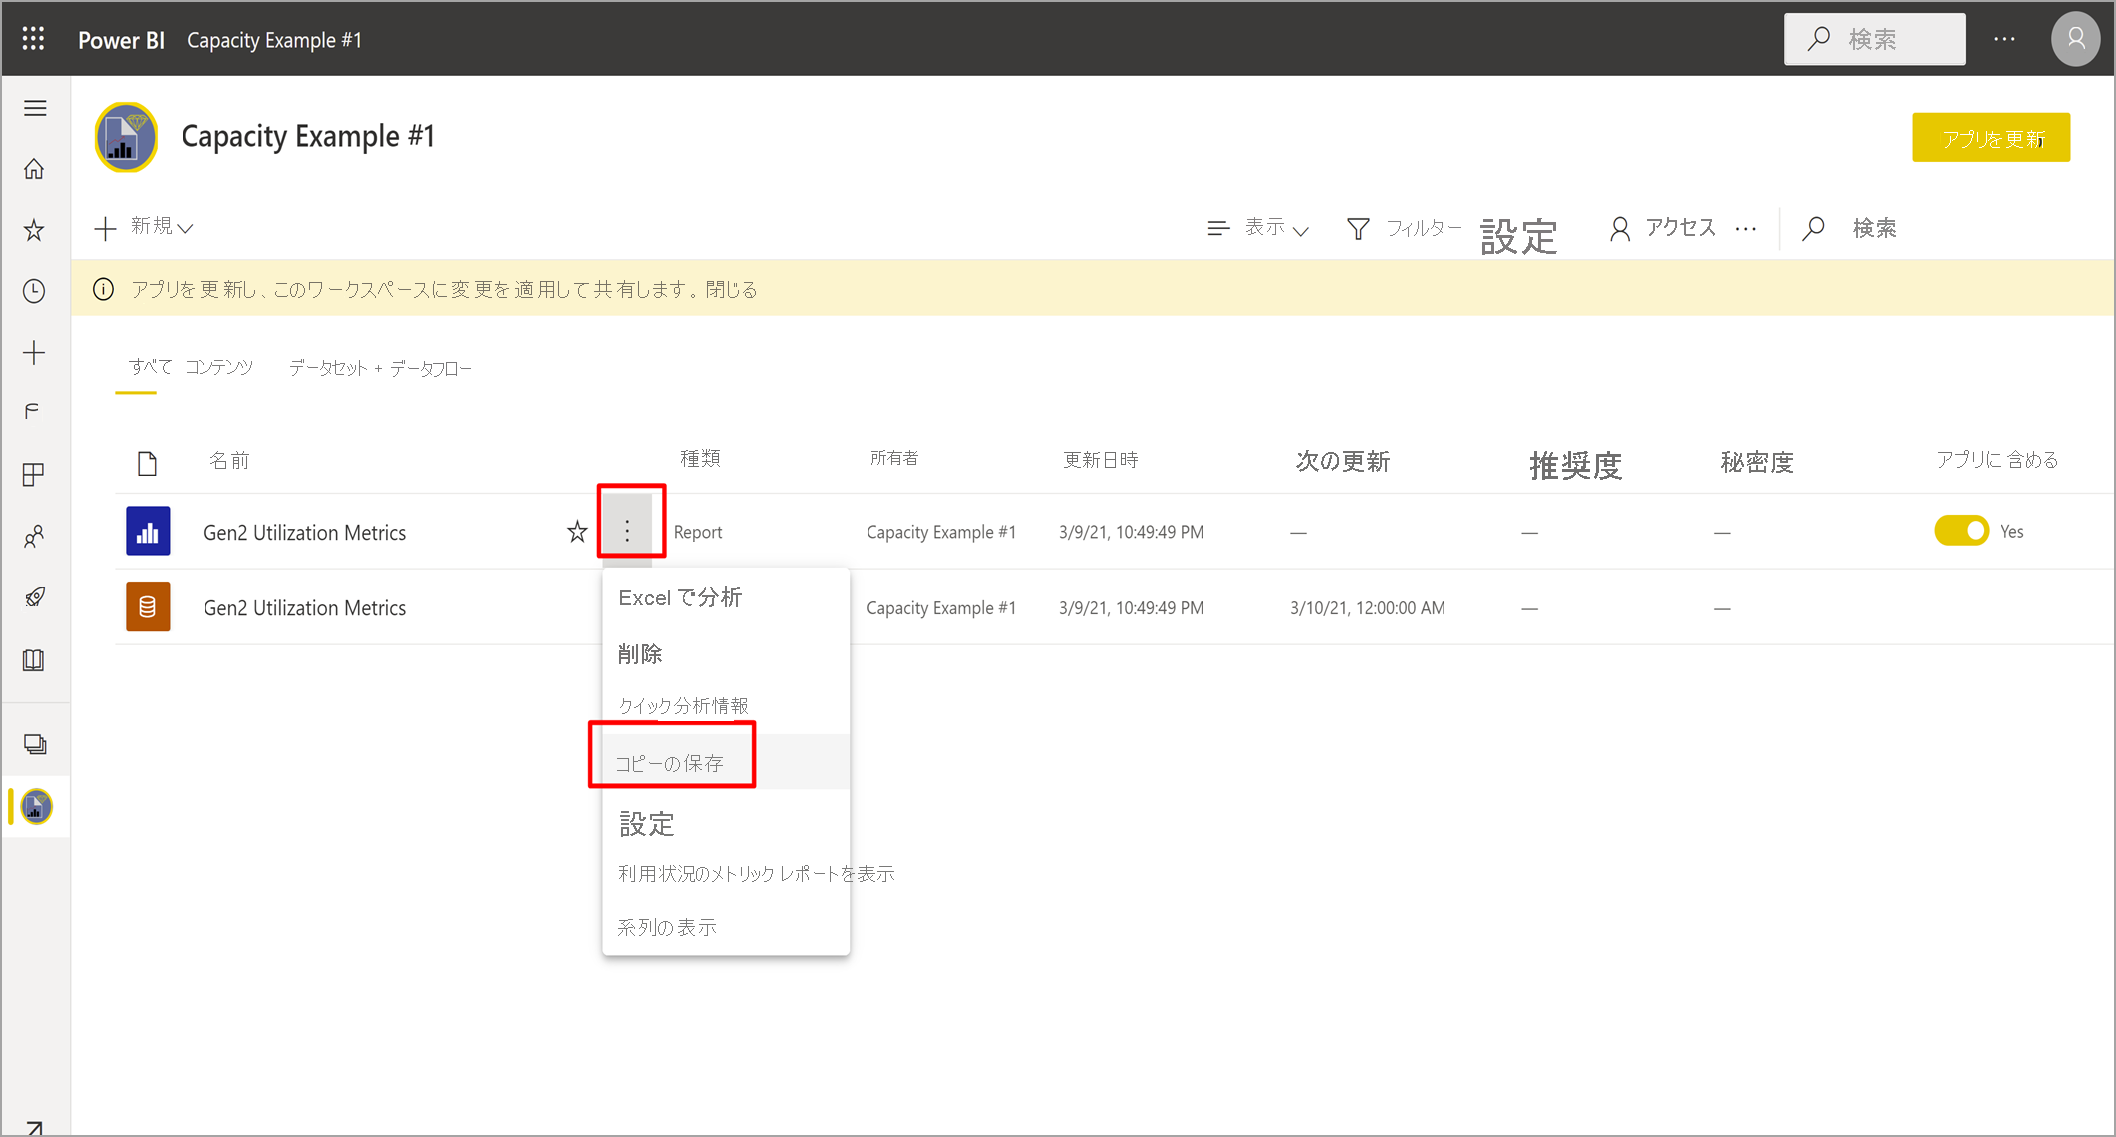 Power BI Capacity Example #1 検索 ...
Capacity Example #1
アプリを更新
新規 表示 フィルター 設定 アクセス ... 検索
アプリを更新し、このワークスペースに変更を適用して共有します。閉じる
すべて コンテンツ データセット + データフロー
名前 種類 所有者 更新日時 次の更新 推奨度 秘密度 アプリに含める
Gen2 Utilization Metrics Report Capacity Example #1 3/9/21, 10:49:49 PM — — — Yes
Gen2 Utilization Metrics Capacity Example #1 3/9/21, 10:49:49 PM 3/10/21, 12:00:00 AM — —
Excel で分析
削除
クイック分析情報
コピーの保存
設定
利用状況のメトリック レポートを表示
系列の表示